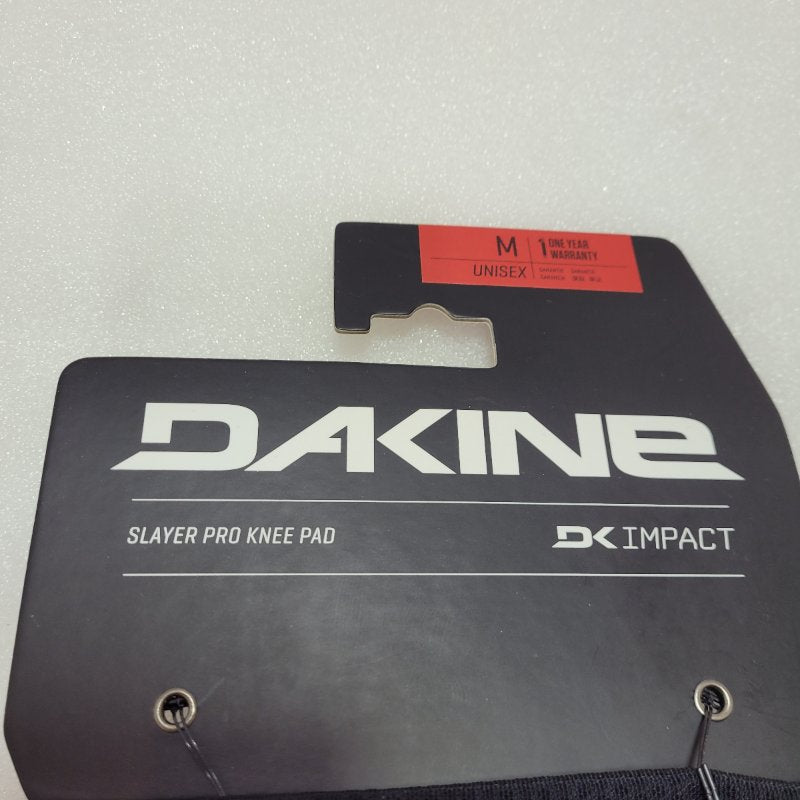 M
1 ONE YEAR
WARRANTY
UNISEX
DAKINE
SLAYER PRO KNEE PAD
DK IMPACT